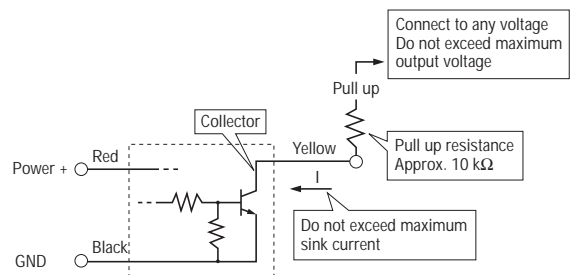 Connect to any voltage
Do not exceed maximum
output voltage
Pull up
Collector
Yellow
Pull up resistance
Approx. 10 kΩ
Power +
Red
I
Do not exceed maximum
sink current
Black
GND